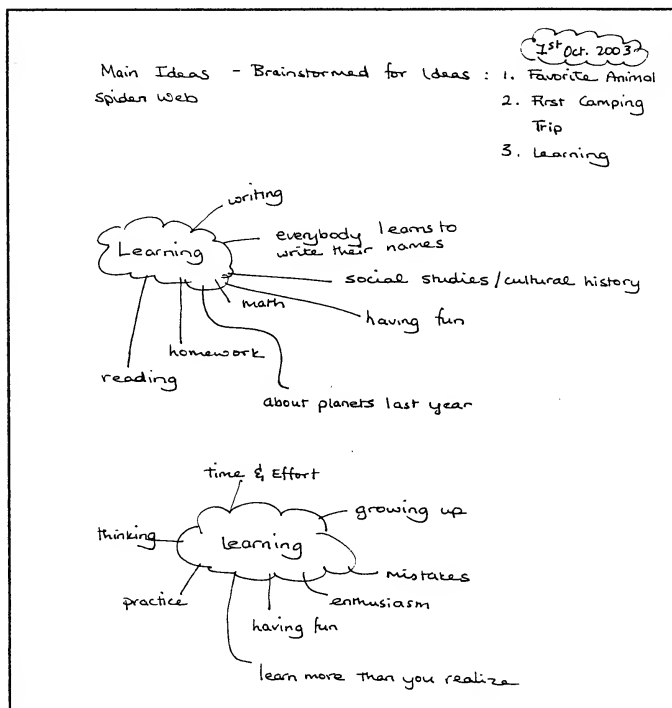 1st Oct. 2003
Main Ideas - Brainstormed for Ideas : 1. Favorite Animal
Spider Web
2. First Camping
Trip
3. Learning
writing
everybody learns to
write their names
Learning
social studies/cultural history
math
having fun
homework
reading
about planets last year
Time & Effort
growing up
thinking
Learning
mistakes
practice
enthusiasm
having fun
learn more than you realize